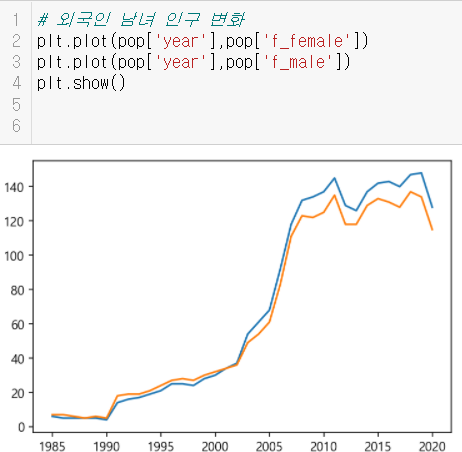 1 # 외국인 남녀 인구 변화
2 plt.plot(pop['year'],pop['f_female'])
3 plt.plot(pop['year'],pop['f_male'])
4 plt.show()
5
6
140
120
100
80
60
40
20
0
1985 1990 1995 2000 2005 2010 2015 2020